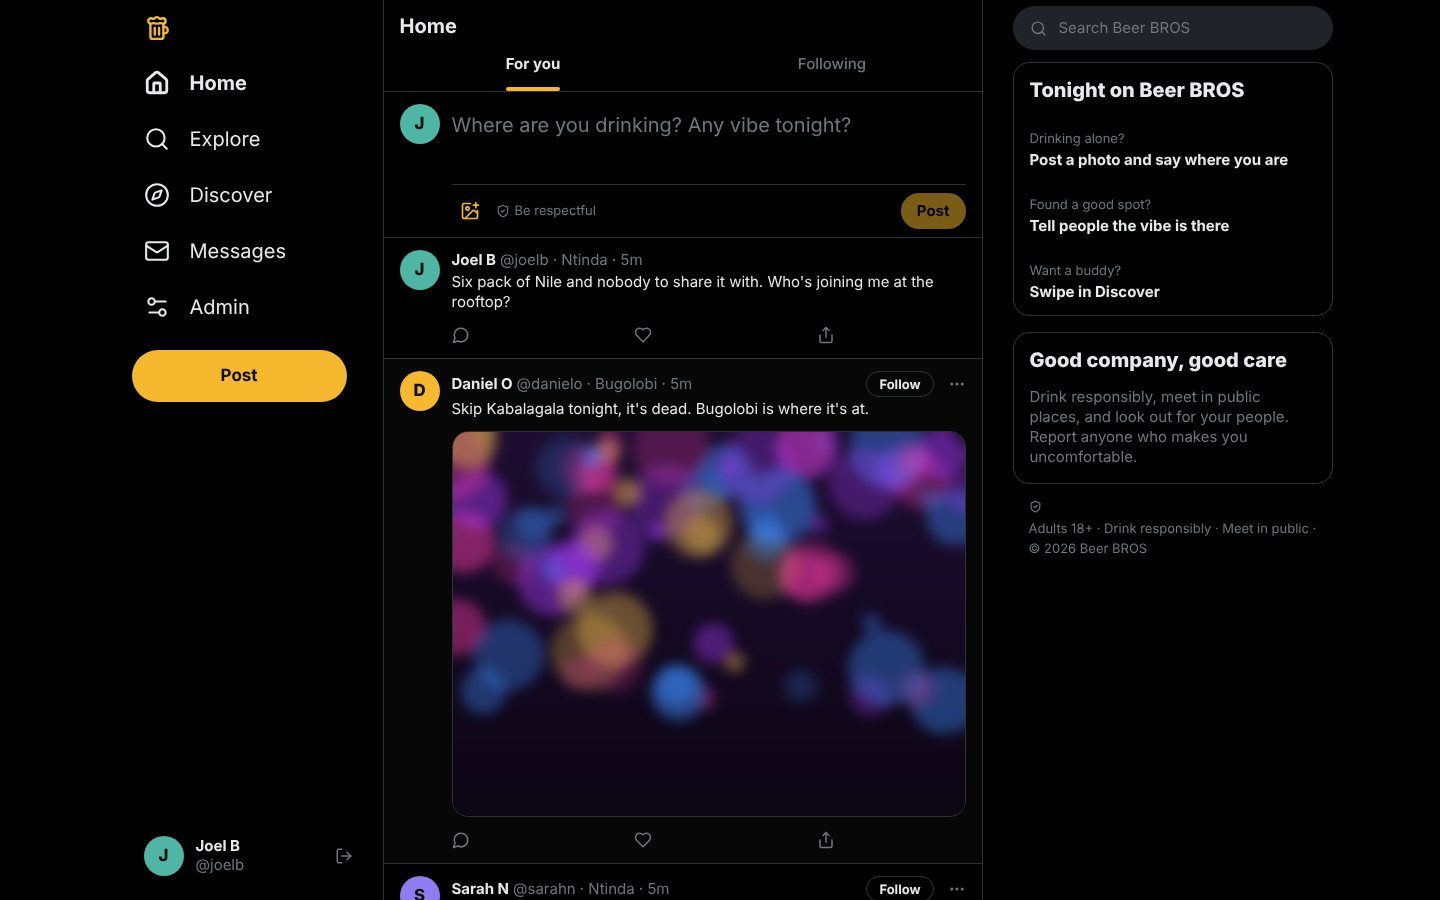 Home
Explore
Discover
Messages
Admin
Post
J
Joel B
@joelb
Home
For you
Following
J
Where are you drinking? Any vibe tonight?
Be respectful
Post
J
Joel B @joelb · Ntinda · 5m
Six pack of Nile and nobody to share it with. Who's joining me at the
rooftop?
D
Daniel O @danielo · Bugolobi · 5m
Follow
Skip Kabalagala tonight, it's dead. Bugolobi is where it's at.
S
Sarah N @sarahn · Ntinda · 5m
Follow
Search Beer BROS
Tonight on Beer BROS
Drinking alone?
Post a photo and say where you are
Found a good spot?
Tell people the vibe is there
Want a buddy?
Swipe in Discover
Good company, good care
Drink responsibly, meet in public
places, and look out for your people.
Report anyone who makes you
uncomfortable.
Adults 18+ · Drink responsibly · Meet in public ·
© 2026 Beer BROS